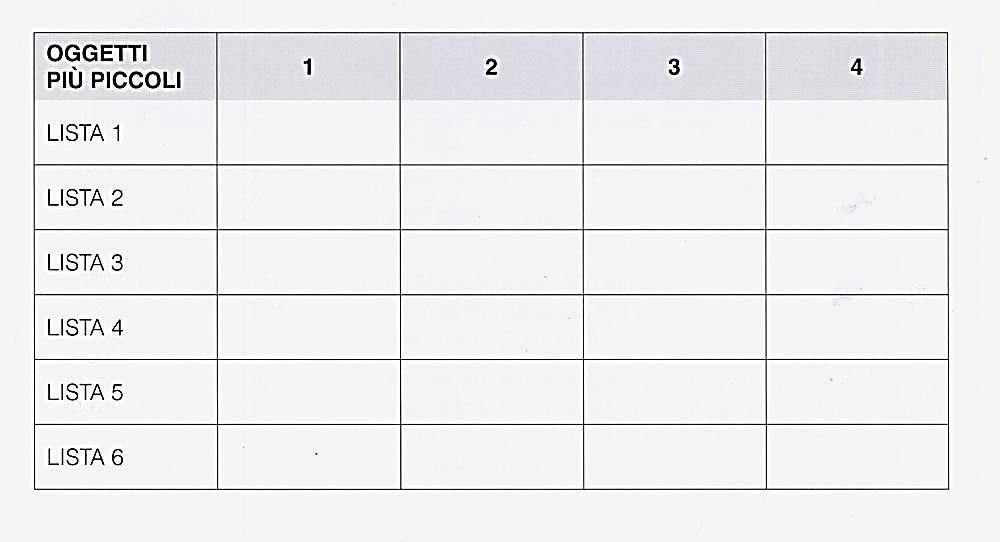 OGGETTI
PIÙ PICCOLI
1
2
3
4
LISTA 1
LISTA 2
LISTA 3
LISTA 4
LISTA 5
LISTA 6